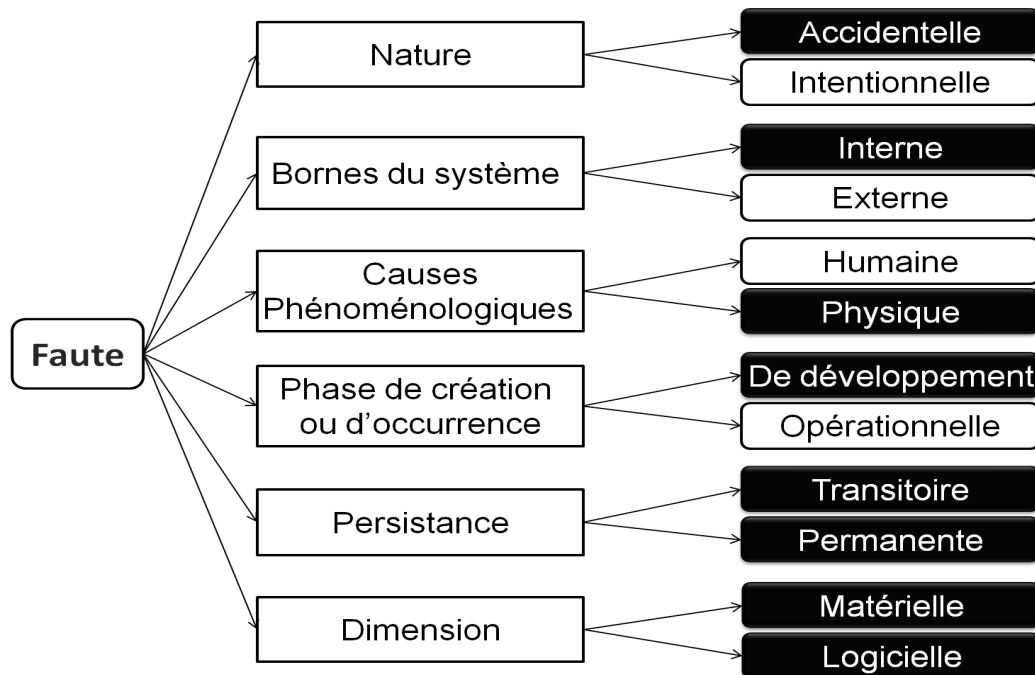 Faute
Nature
Accidentelle
Intentionnelle
Bornes du système
Interne
Externe
Causes
Phénoménologiques
Humaine
Physique
Phase de création
ou d'occurrence
De développement
Opérationnelle
Persistance
Transitoire
Permanente
Dimension
Matérielle
Logicielle